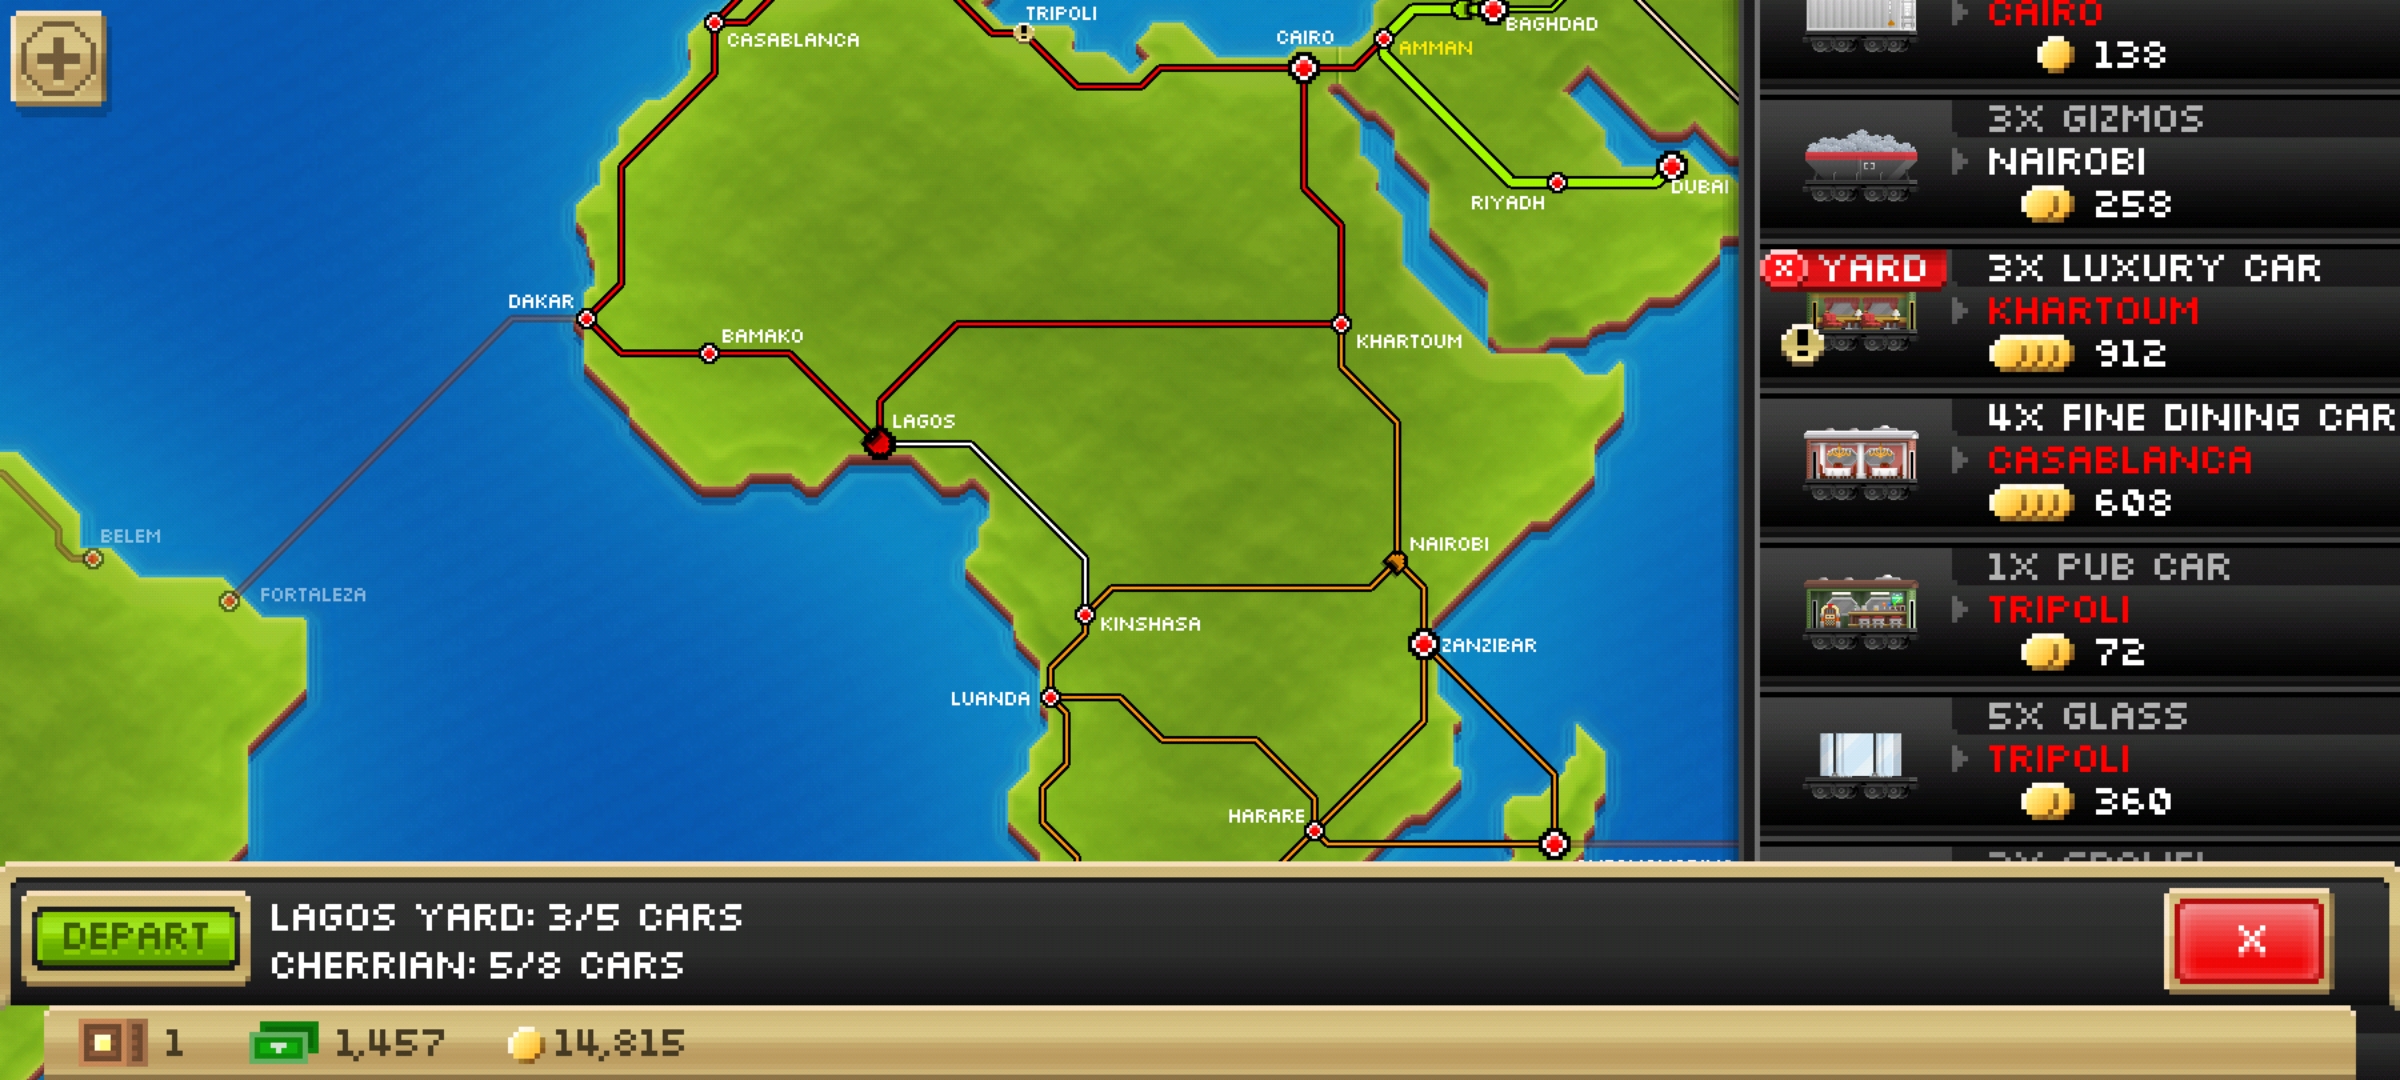 TRIPOLI
CASABLANCA
CAIRO
BAGHDAD
AMMAN
RIYADH
DUBAI
DAKAR
BAMAKO
KHARTOUM
LAGOS
BELEM
FORTALEZA
NAIROBI
KINSHASA
ZANZIBAR
LUANDA
HARARE
CAIRO
138
3X GIZMOS
NAIROBI
258
YARD
3X LUXURY CAR
KHARTOUM
912
4X FINE DINING CAR
CASABLANCA
608
1X PUB CAR
TRIPOLI
72
5X GLASS
TRIPOLI
360
DEPART
LAGOS YARD: 3/5 CARS
CHERRIAN: 5/8 CARS
X
1
1,457
14,815